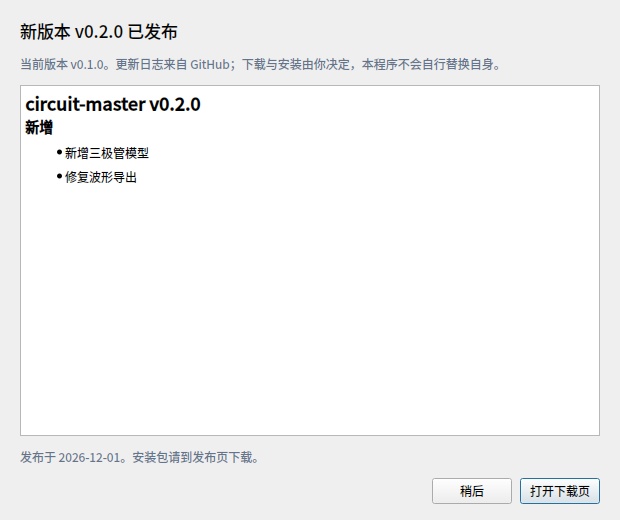 新版本 v0.2.0 已发布
当前版本 v0.1.0。更新日志来自 GitHub；下载与安装由你决定，本程序不会自行替换自身。
circuit-master v0.2.0
新增
• 新增三极管模型
• 修复波形导出
发布于 2026-12-01。安装包请到发布页下载。
稍后
打开下载页